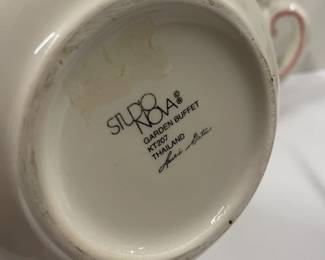 STUDIO
NOVA®
GARDEN BUFFET
KT207
THAILAND